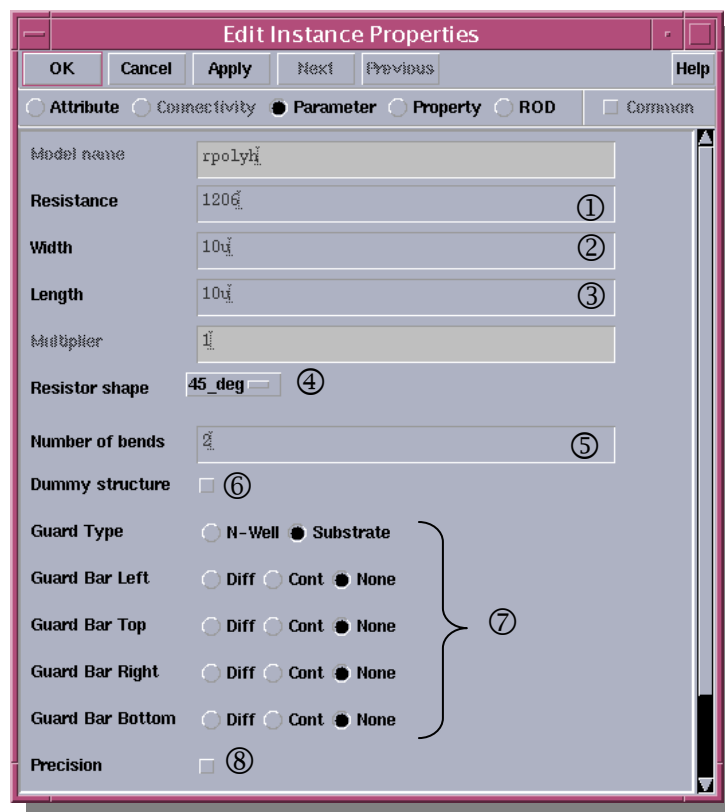 Edit Instance Properties
OK Cancel Apply Next Previous Help
Attribute Connectivity Parameter Property ROD Common
Model name rpolyh
Resistance 1206 ①
Width 10u ②
Length 10u ③
Multiplier 1
Resistor shape 45_deg ④
Number of bends 2 ⑤
Dummy structure ⑥
Guard Type N-Well Substrate
Guard Bar Left Diff Cont None
Guard Bar Top Diff Cont None ⑦
Guard Bar Right Diff Cont None
Guard Bar Bottom Diff Cont None
Precision ⑧